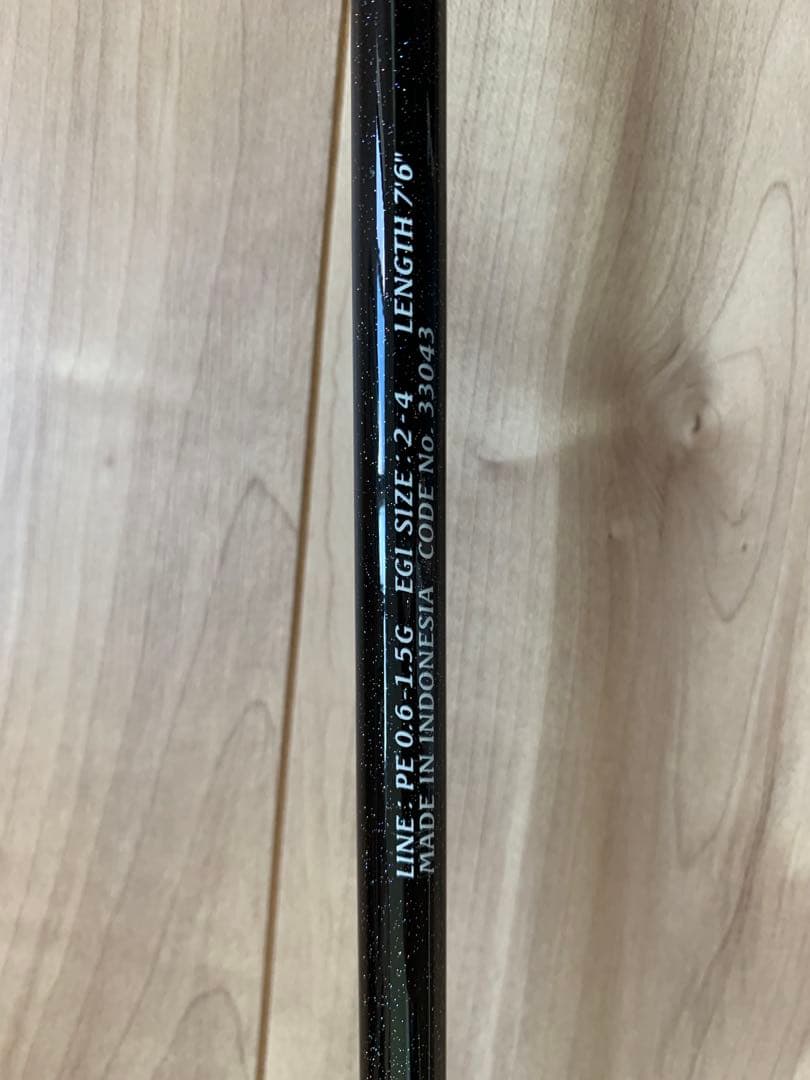 LINE : PE 0.6-1.5G EGI SIZE : 2-4 LENGTH 7'6"
MADE IN INDONESIA CODE No. 33043